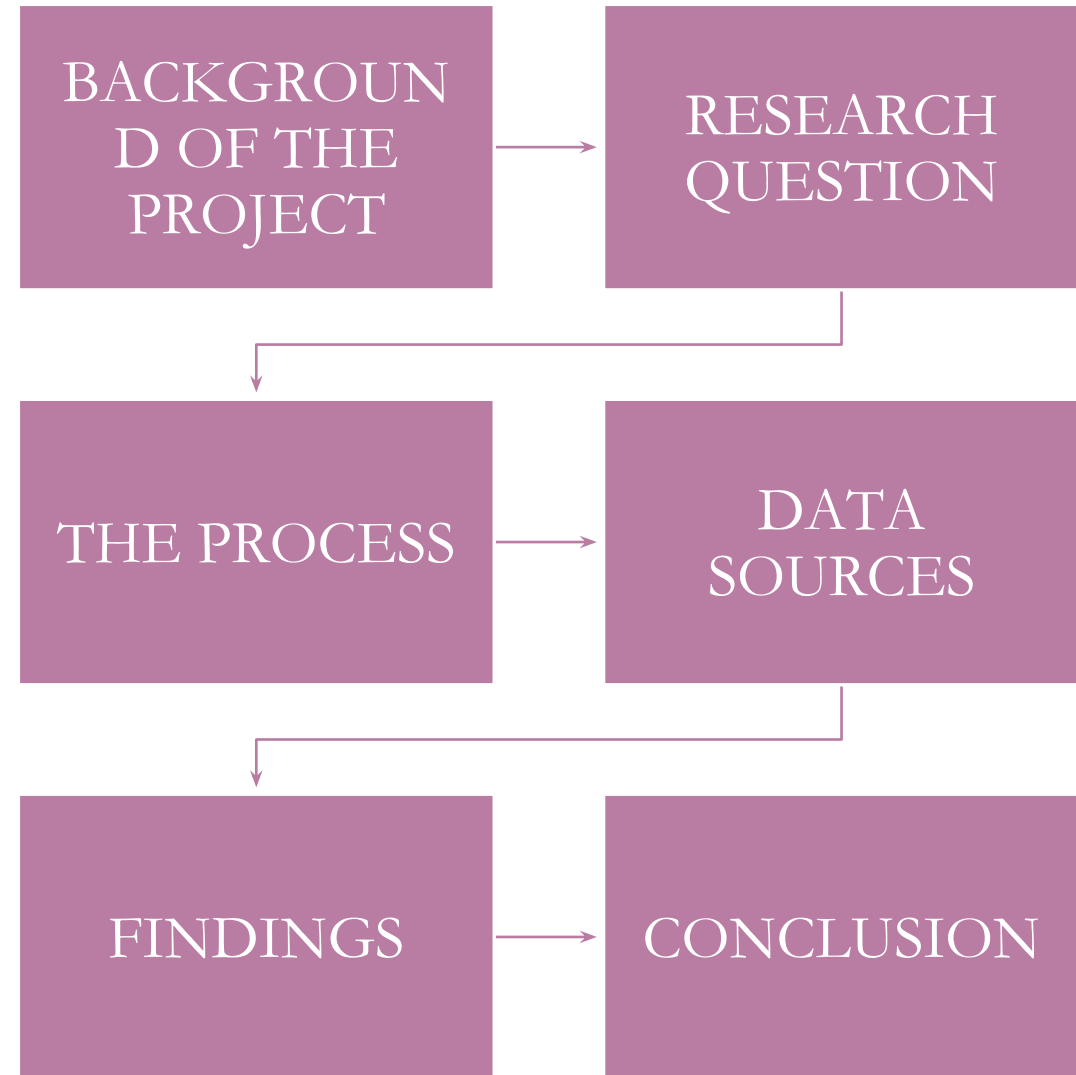 BACKGROUN
D OF THE
PROJECT
RESEARCH
QUESTION
THE PROCESS
DATA
SOURCES
FINDINGS
CONCLUSION